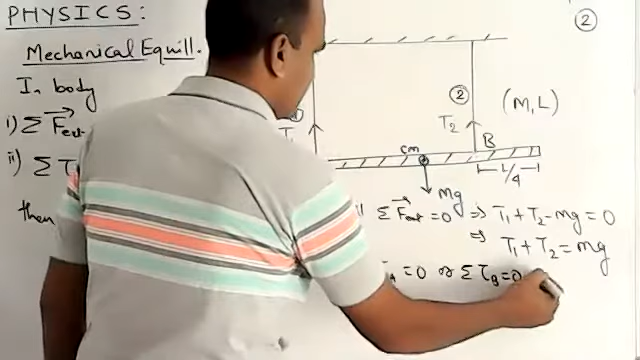 PHYSICS:
②
Mechanical Equill.
In body
i) Σ F⃗ext
②
(M, L)
T₂
B
cm
L/4
ii) Σ τ
Mg
then
Σ F⃗ext = 0 ⇒ T₁ + T₂ - mg = 0
⇒ T₁ + T₂ = mg
= 0 or Σ τB = 0